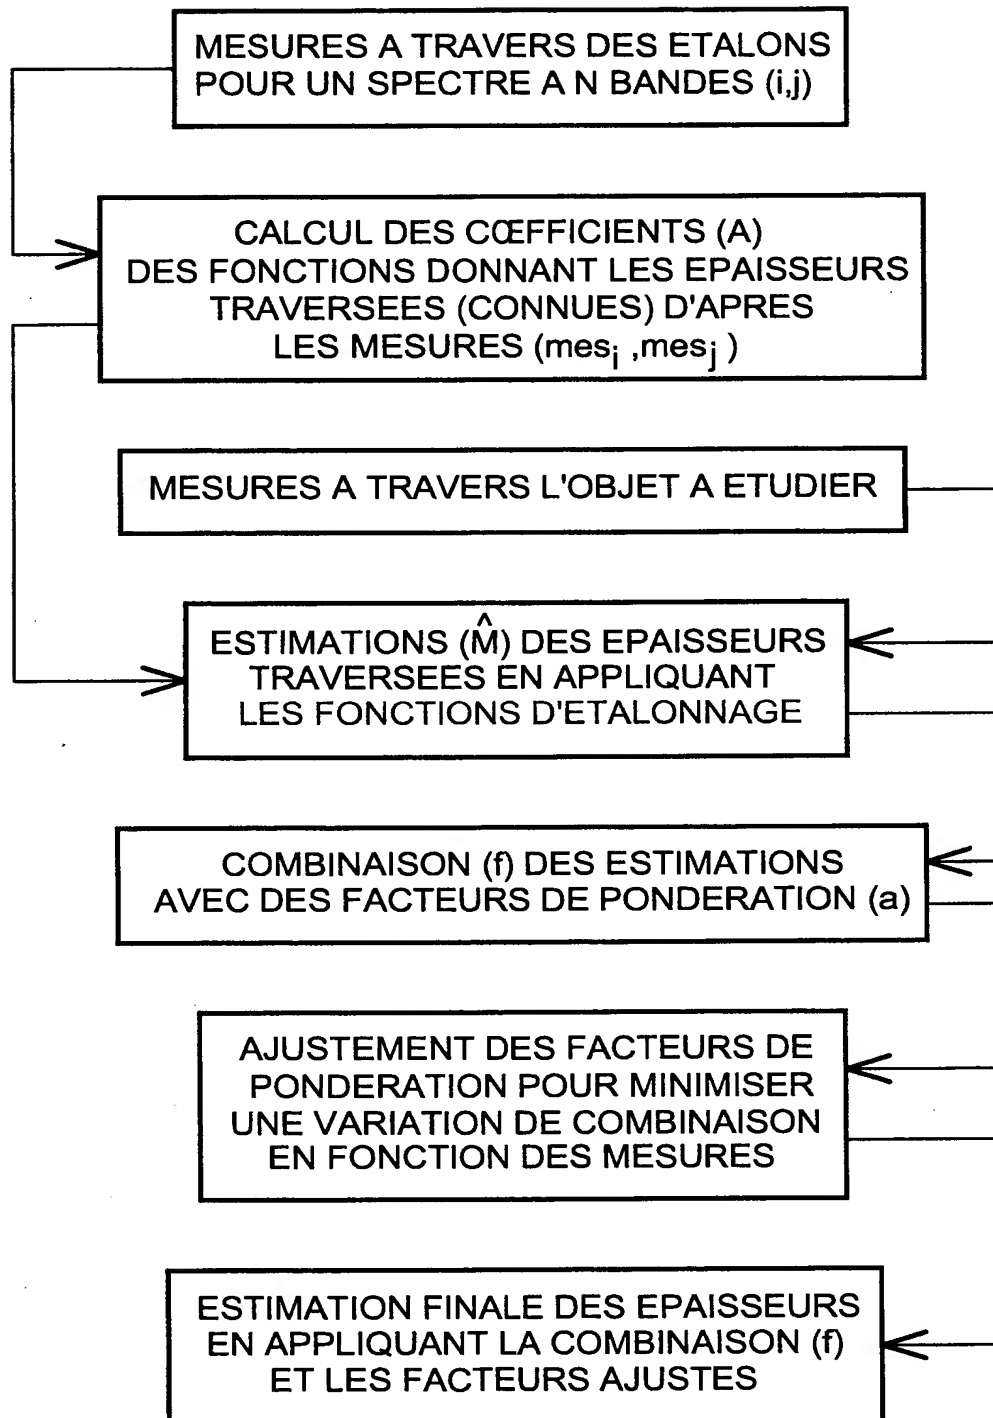 MESURES A TRAVERS DES ETALONS
POUR UN SPECTRE A N BANDES (i,j)
CALCUL DES CŒFFICIENTS (A)
DES FONCTIONS DONNANT LES EPAISSEURS
TRAVERSEES (CONNUES) D'APRES
LES MESURES (mesᵢ ,mesⱼ )
MESURES A TRAVERS L'OBJET A ETUDIER
ESTIMATIONS (M̂) DES EPAISSEURS
TRAVERSEES EN APPLIQUANT
LES FONCTIONS D'ETALONNAGE
COMBINAISON (f) DES ESTIMATIONS
AVEC DES FACTEURS DE PONDERATION (a)
AJUSTEMENT DES FACTEURS DE
PONDERATION POUR MINIMISER
UNE VARIATION DE COMBINAISON
EN FONCTION DES MESURES
ESTIMATION FINALE DES EPAISSEURS
EN APPLIQUANT LA COMBINAISON (f)
ET LES FACTEURS AJUSTES